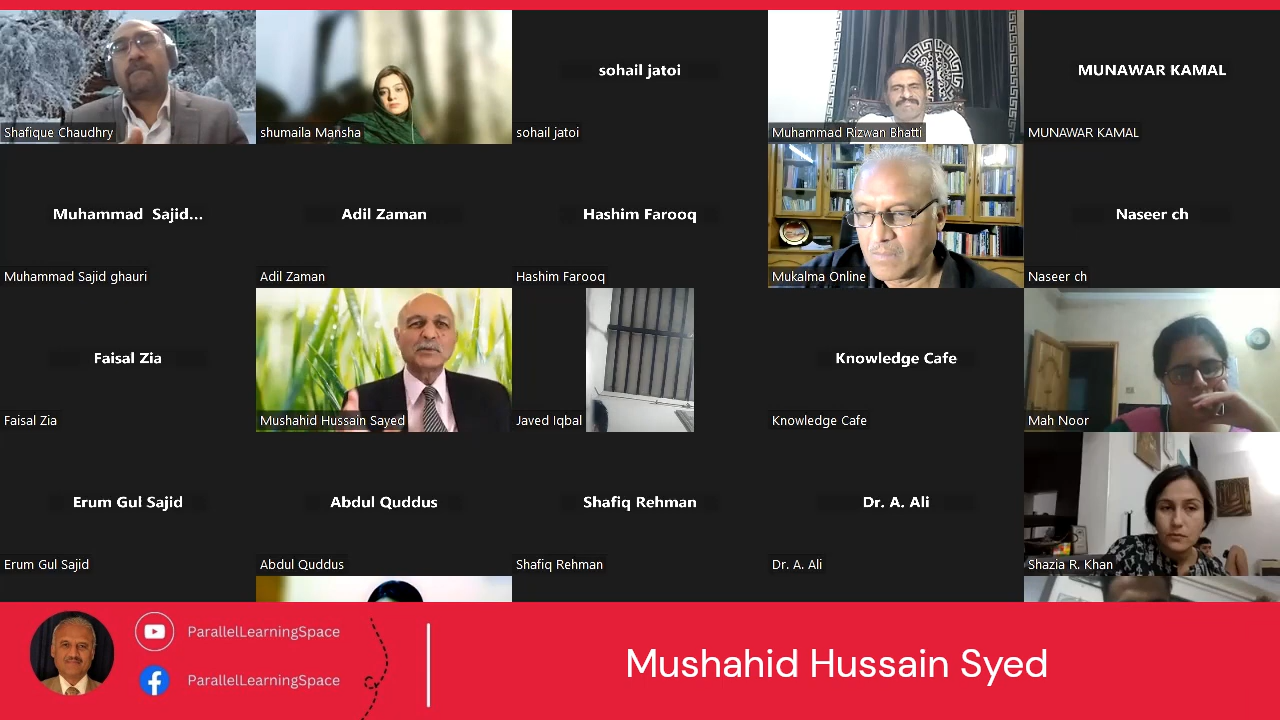 Shafique Chaudhry
shumaila Mansha
sohail jatoi
sohail jatoi
Muhammad Rizwan Bhatti
MUNAWAR KAMAL
MUNAWAR KAMAL
Muhammad Sajid...
Muhammad Sajid ghauri
Adil Zaman
Adil Zaman
Hashim Farooq
Hashim Farooq
Mukalma Online
Naseer ch
Naseer ch
Faisal Zia
Faisal Zia
Mushahid Hussain Sayed
Javed Iqbal
Knowledge Cafe
Knowledge Cafe
Mah Noor
Erum Gul Sajid
Erum Gul Sajid
Abdul Quddus
Abdul Quddus
Shafiq Rehman
Shafiq Rehman
Dr. A. Ali
Dr. A. Ali
Shazia R. Khan
ParallelLearningSpace
ParallelLearningSpace
Mushahid Hussain Syed